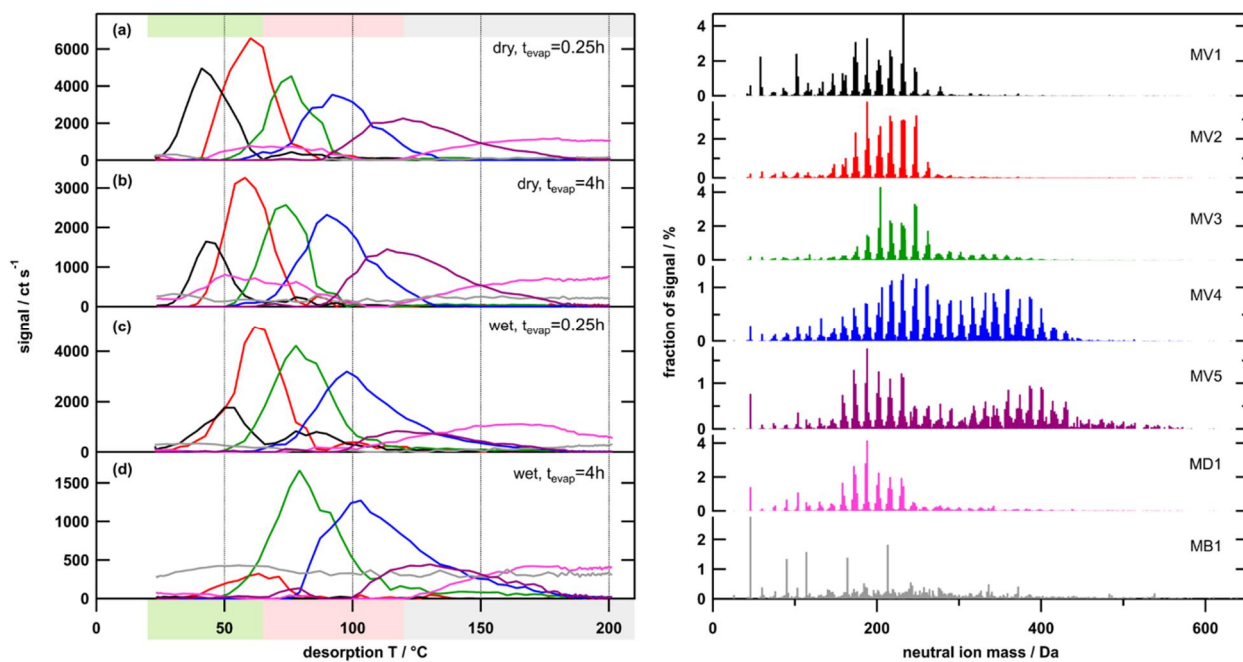 (a)
dry, tevap=0.25h
6000
4000
2000
0
(b)
dry, tevap=4h
3000
2000
1000
0
(c)
wet, tevap=0.25h
4000
2000
0
(d)
wet, tevap=4h
1500
1000
500
0
signal / ct s-1
0 50 100 150 200
desorption T / °C
4
2
0
MV1
2
0
MV2
4
2
0
MV3
1
0
MV4
1
0
MV5
4
2
0
MD1
2
0
MB1
fraction of signal / %
0 200 400 600
neutral ion mass / Da